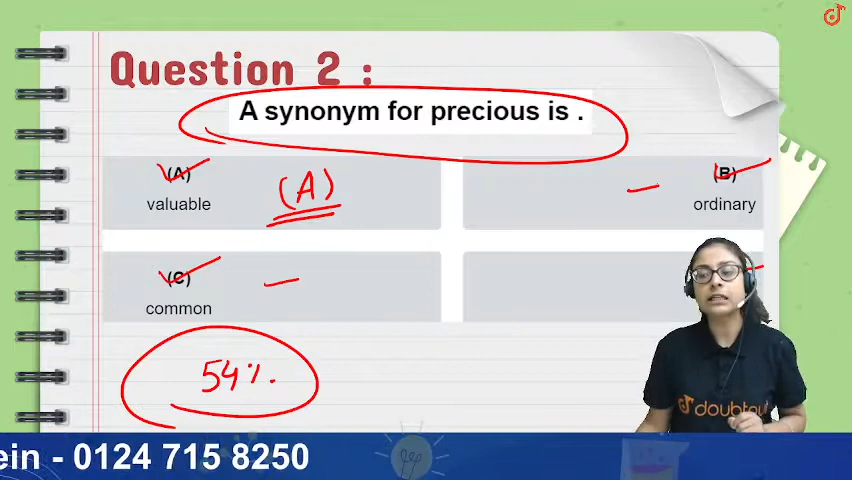 Question 2 :
A synonym for precious is .
(A)
valuable
(A)
(B)
ordinary
(C)
common
54%.
doubtnut
ein - 0124 715 8250